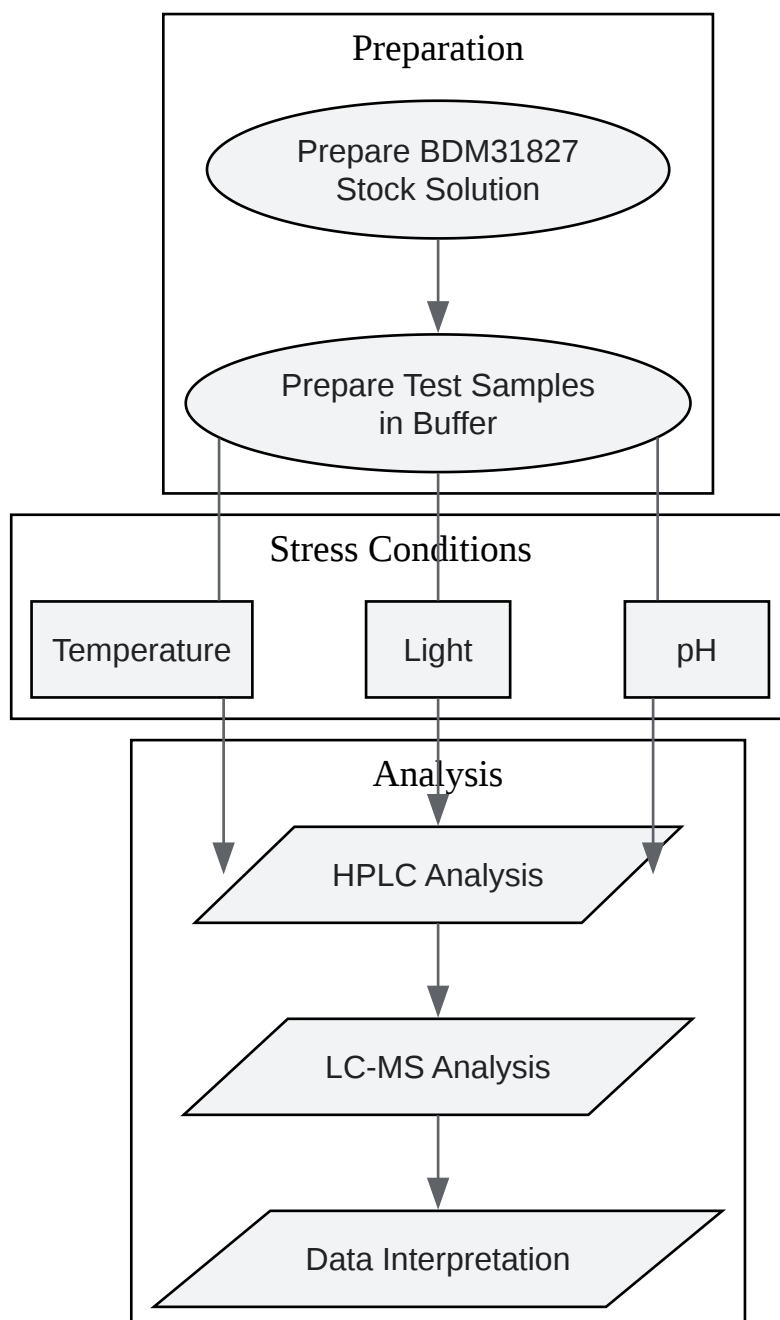 Preparation
Prepare BDM31827
Stock Solution
Prepare Test Samples
in Buffer
Stress Conditions
Temperature
Light
pH
Analysis
HPLC Analysis
LC-MS Analysis
Data Interpretation